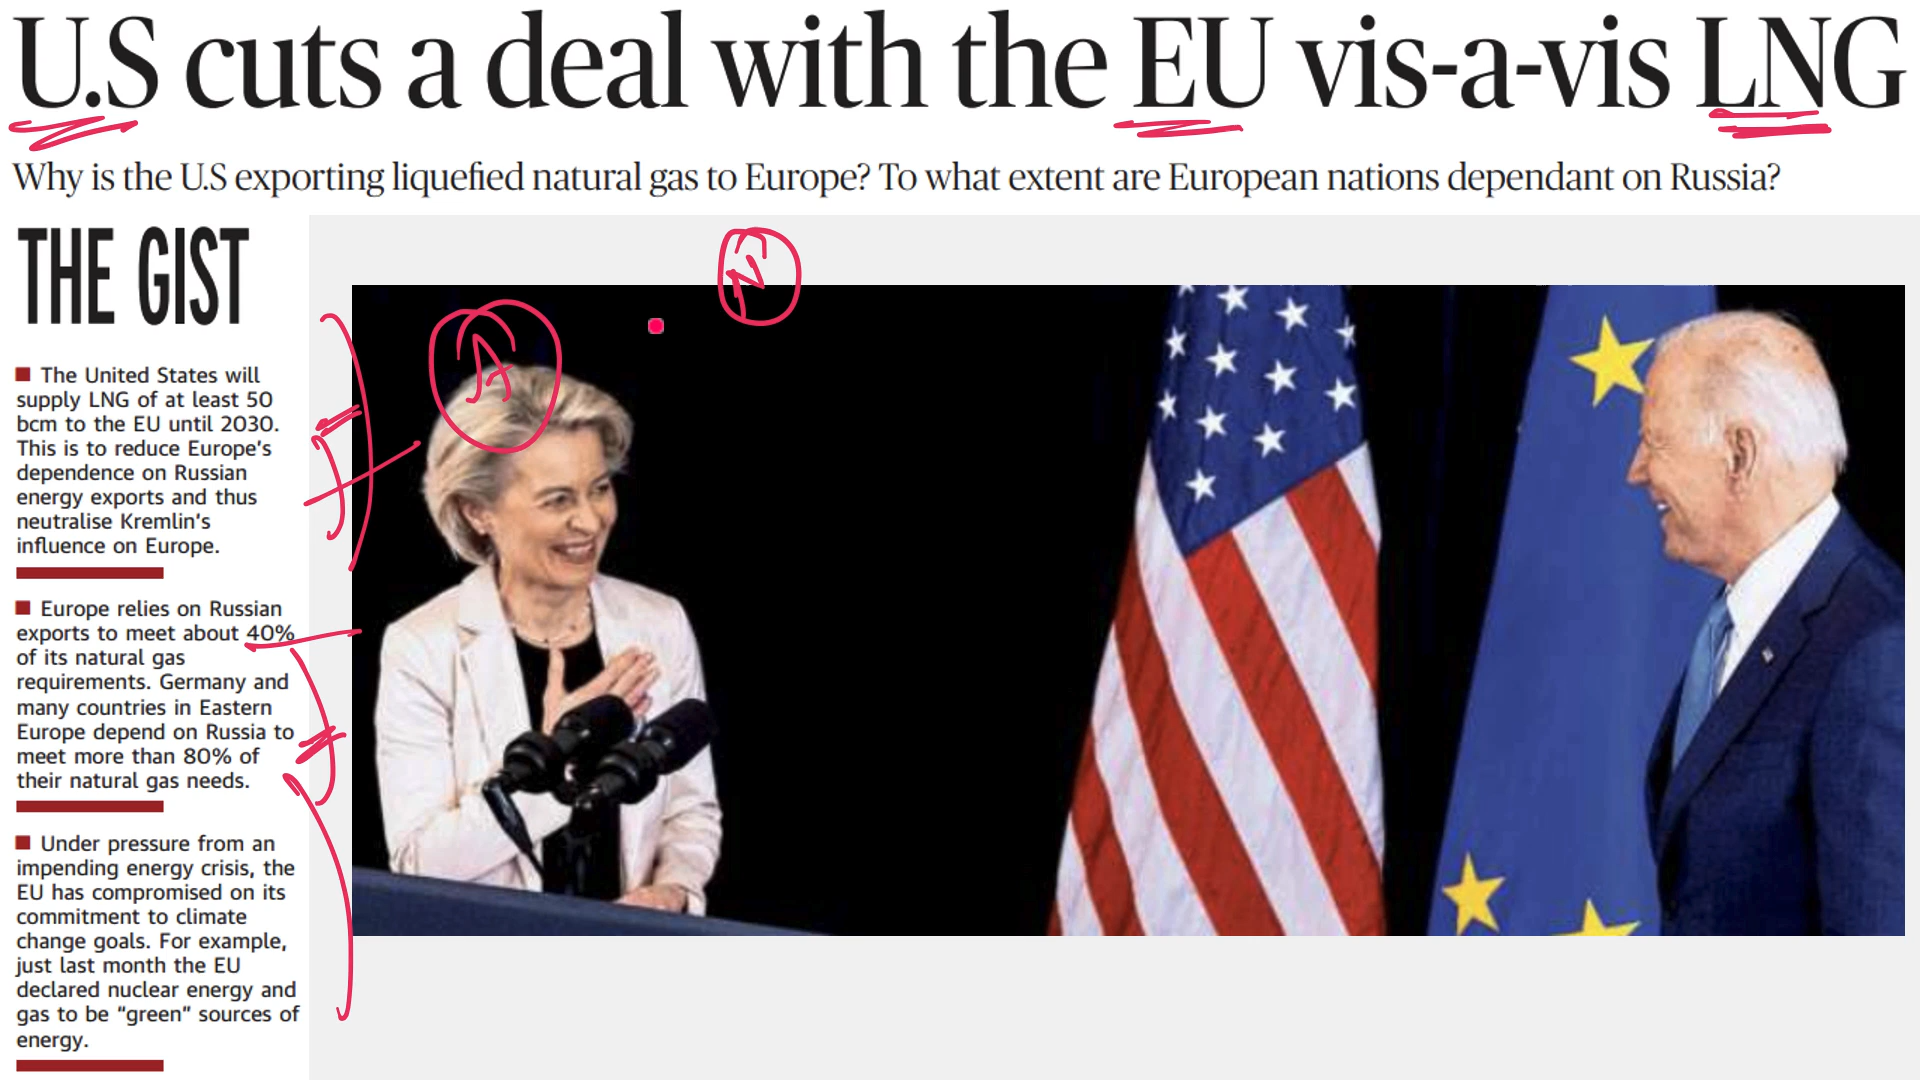 U.S cuts a deal with the EU vis-a-vis LNG
Why is the U.S exporting liquefied natural gas to Europe? To what extent are European nations dependant on Russia?
THE GIST
The United States will
supply LNG of at least 50
bcm to the EU until 2030.
This is to reduce Europe's
dependence on Russian
energy exports and thus
neutralise Kremlin's
influence on Europe.
Europe relies on Russian
exports to meet about 40%
of its natural gas
requirements. Germany and
many countries in Eastern
Europe depend on Russia to
meet more than 80% of
their natural gas needs.
Under pressure from an
impending energy crisis, the
EU has compromised on its
commitment to climate
change goals. For example,
just last month the EU
declared nuclear energy and
gas to be “green” sources of
energy.
A
N